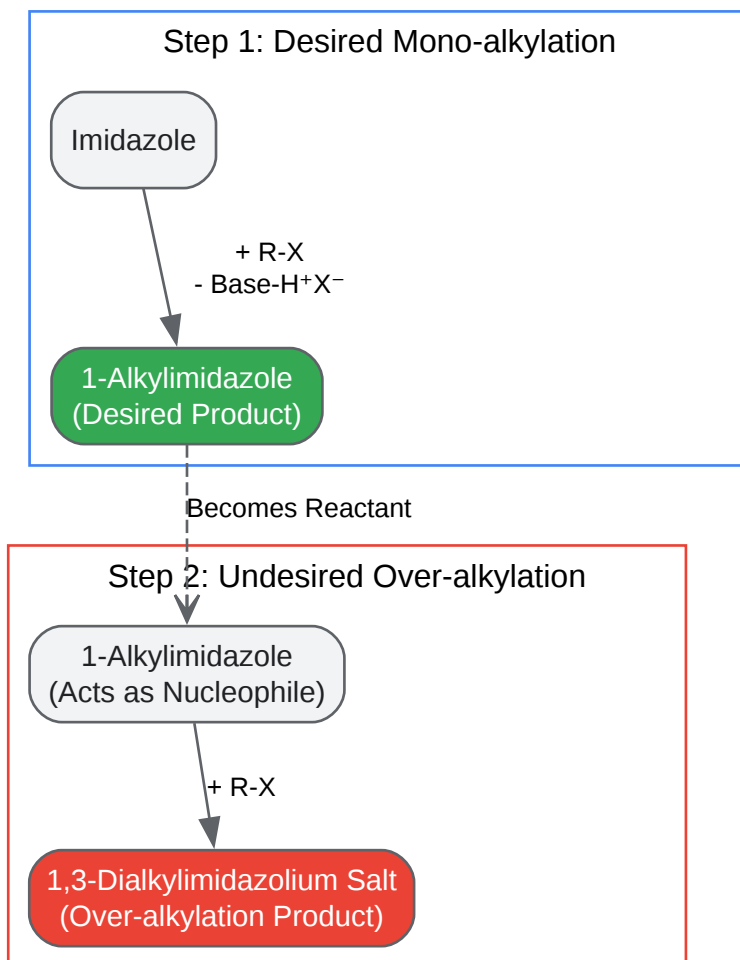 Step 1: Desired Mono-alkylation
Imidazole
+ R-X
- Base-H⁺X⁻
1-Alkylimidazole
(Desired Product)
Becomes Reactant
Step 2: Undesired Over-alkylation
1-Alkylimidazole
(Acts as Nucleophile)
+ R-X
1,3-Dialkylimidazolium Salt
(Over-alkylation Product)